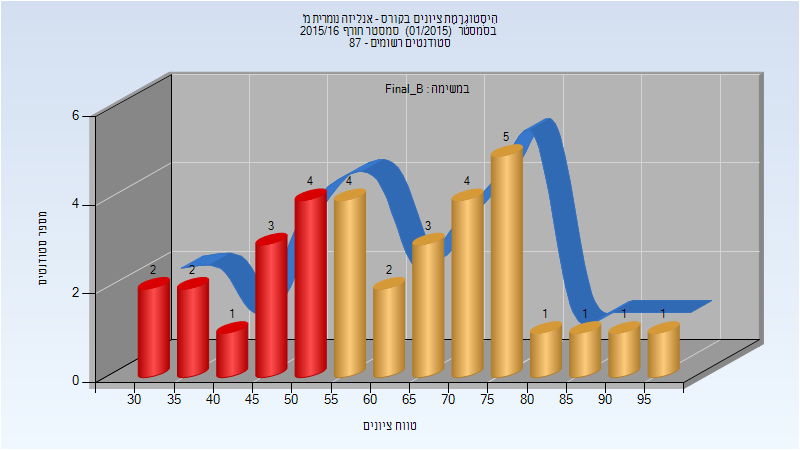 היסטוגרמת ציונים בקורס - אנליזה נומרית מ'
בסמסטר (01/2015) סמסטר חורף 2015/16
סטודנטים רשומים - 87
במשימה : Final_B
מספר סטודנטים
6
4
2
0
2 2 1 3 4 4 2 3 4 5 1 1 1 1
30 35 40 45 50 55 60 65 70 75 80 85 90 95
טווח ציונים